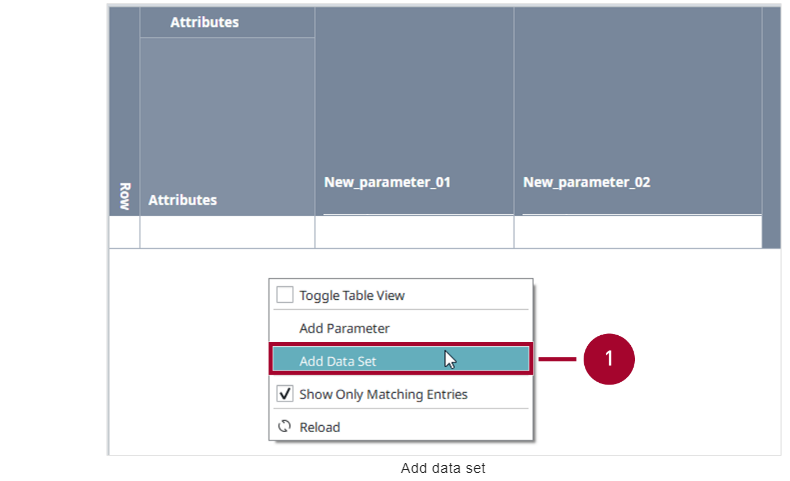 Attributes
Row
Attributes
New_parameter_01
New_parameter_02
Toggle Table View
Add Parameter
Add Data Set
1
Show Only Matching Entries
Reload
Add data set